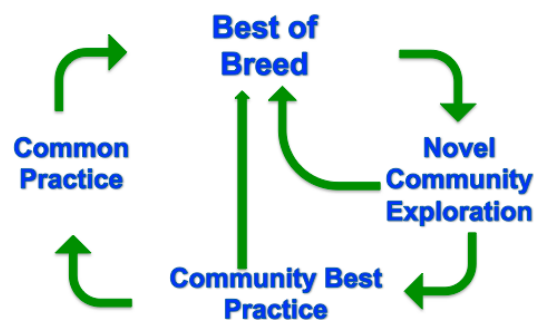 Best of
Breed
Common
Practice
Novel
Community
Exploration
Community Best
Practice